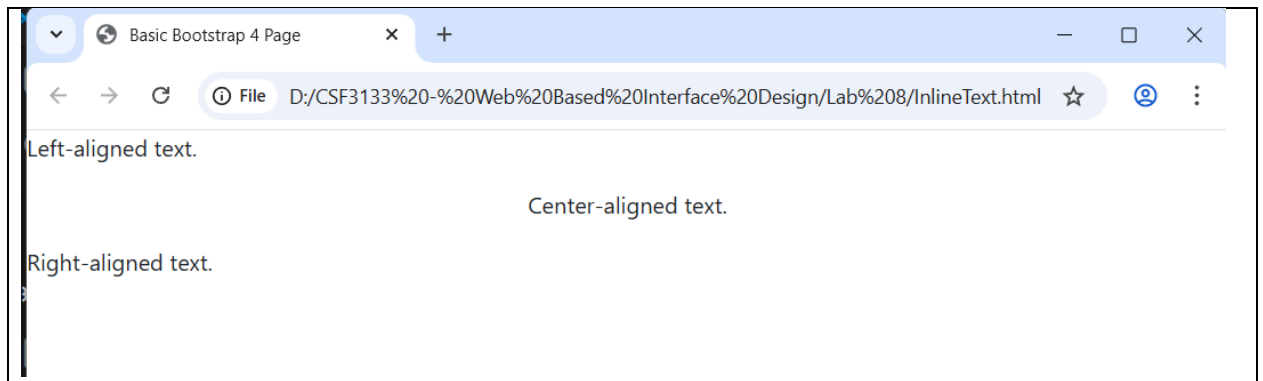 Basic Bootstrap 4 Page
File D:/CSF3133%20-%20Web%20Based%20Interface%20Design/Lab%208/InlineText.html
Left-aligned text.
Center-aligned text.
Right-aligned text.